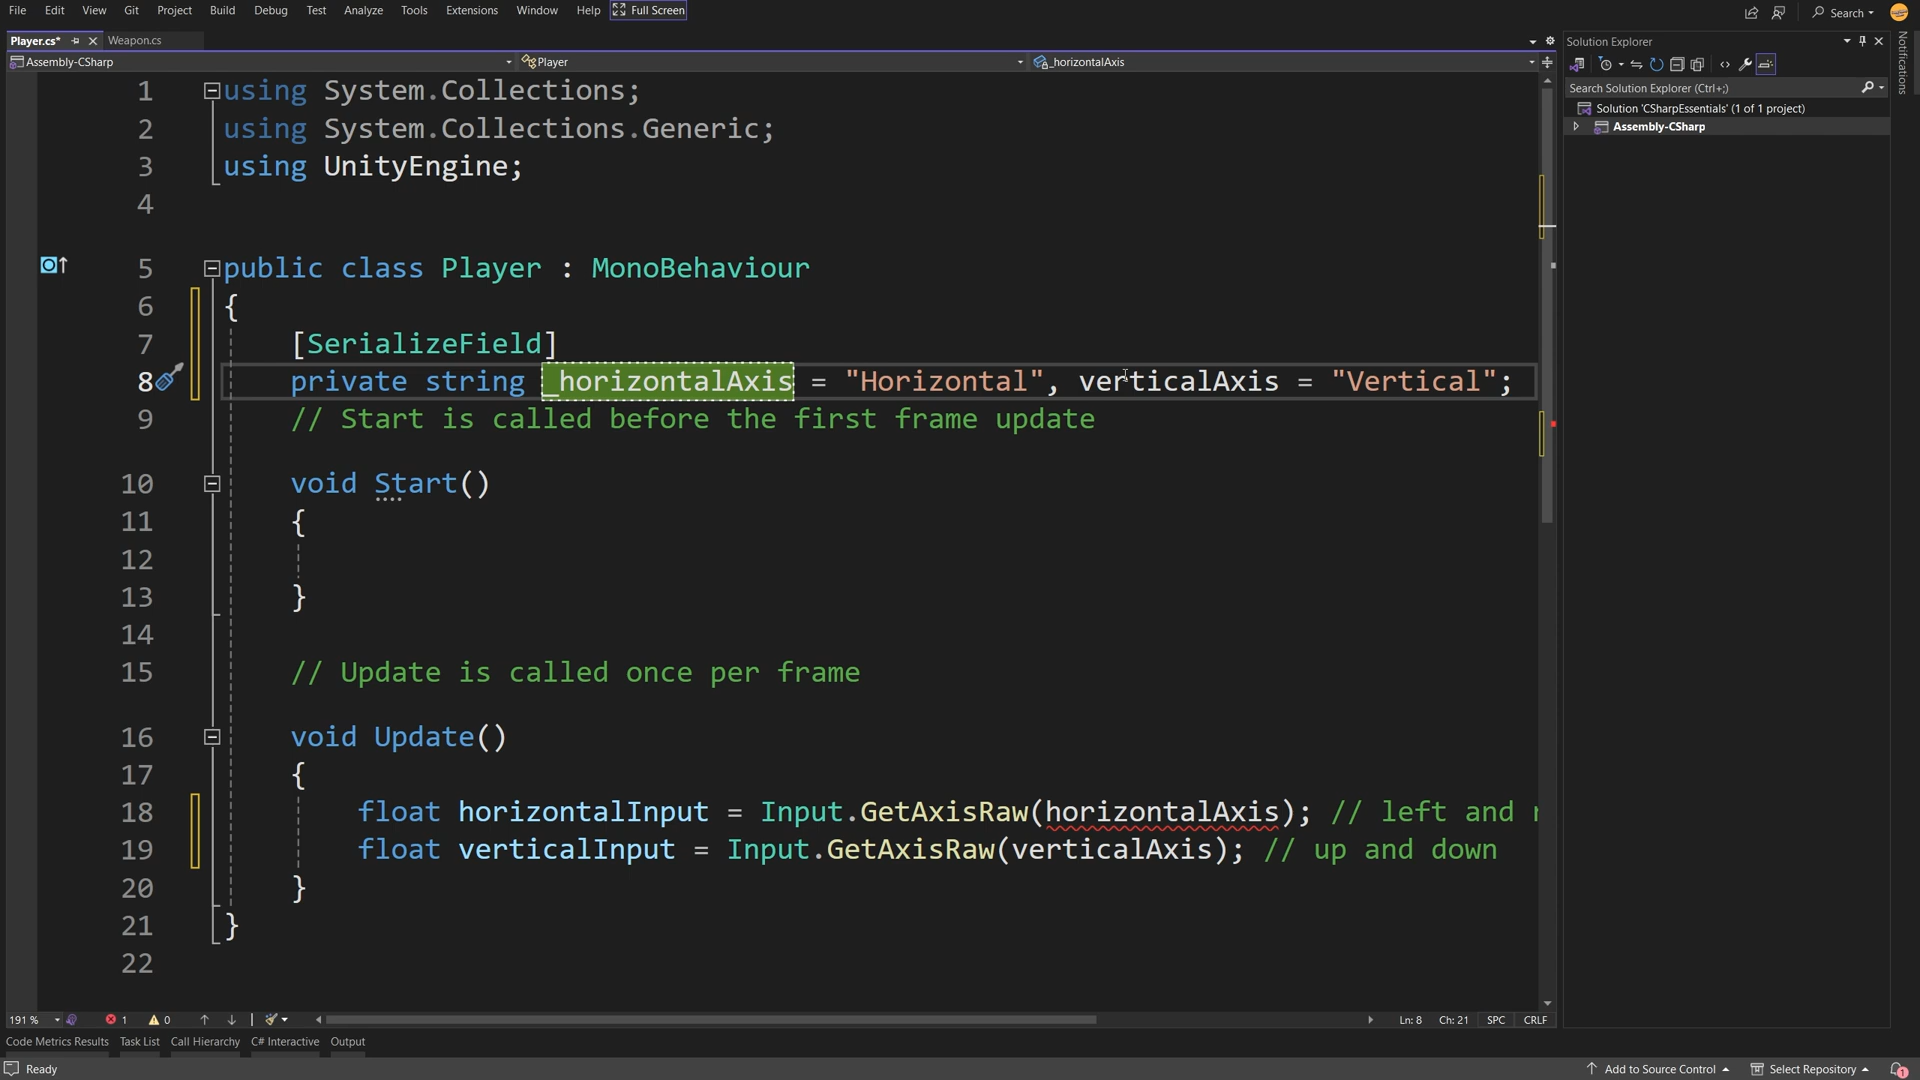 File Edit View Git Project Build Debug Test Analyze Tools Extensions Window Help Full Screen Search
Player.cs* Weapon.cs
Assembly-CSharp Player _horizontalAxis
1 using System.Collections;
2 using System.Collections.Generic;
3 using UnityEngine;
4
5 public class Player : MonoBehaviour
6 {
7 [SerializeField]
8 private string _horizontalAxis = "Horizontal", verticalAxis = "Vertical";
9 // Start is called before the first frame update
10 void Start()
11 {
12
13 }
14
15 // Update is called once per frame
16 void Update()
17 {
18 float horizontalInput = Input.GetAxisRaw(horizontalAxis); // left and
19 float verticalInput = Input.GetAxisRaw(verticalAxis); // up and down
20 }
21 }
22
191 % 1 0 Ln: 8 Ch: 21 SPC CRLF
Code Metrics Results Task List Call Hierarchy C# Interactive Output
Ready Add to Source Control Select Repository 1
Solution Explorer
Search Solution Explorer (Ctrl+;)
Solution 'CSharpEssentials' (1 of 1 project)
Assembly-CSharp
Notifications